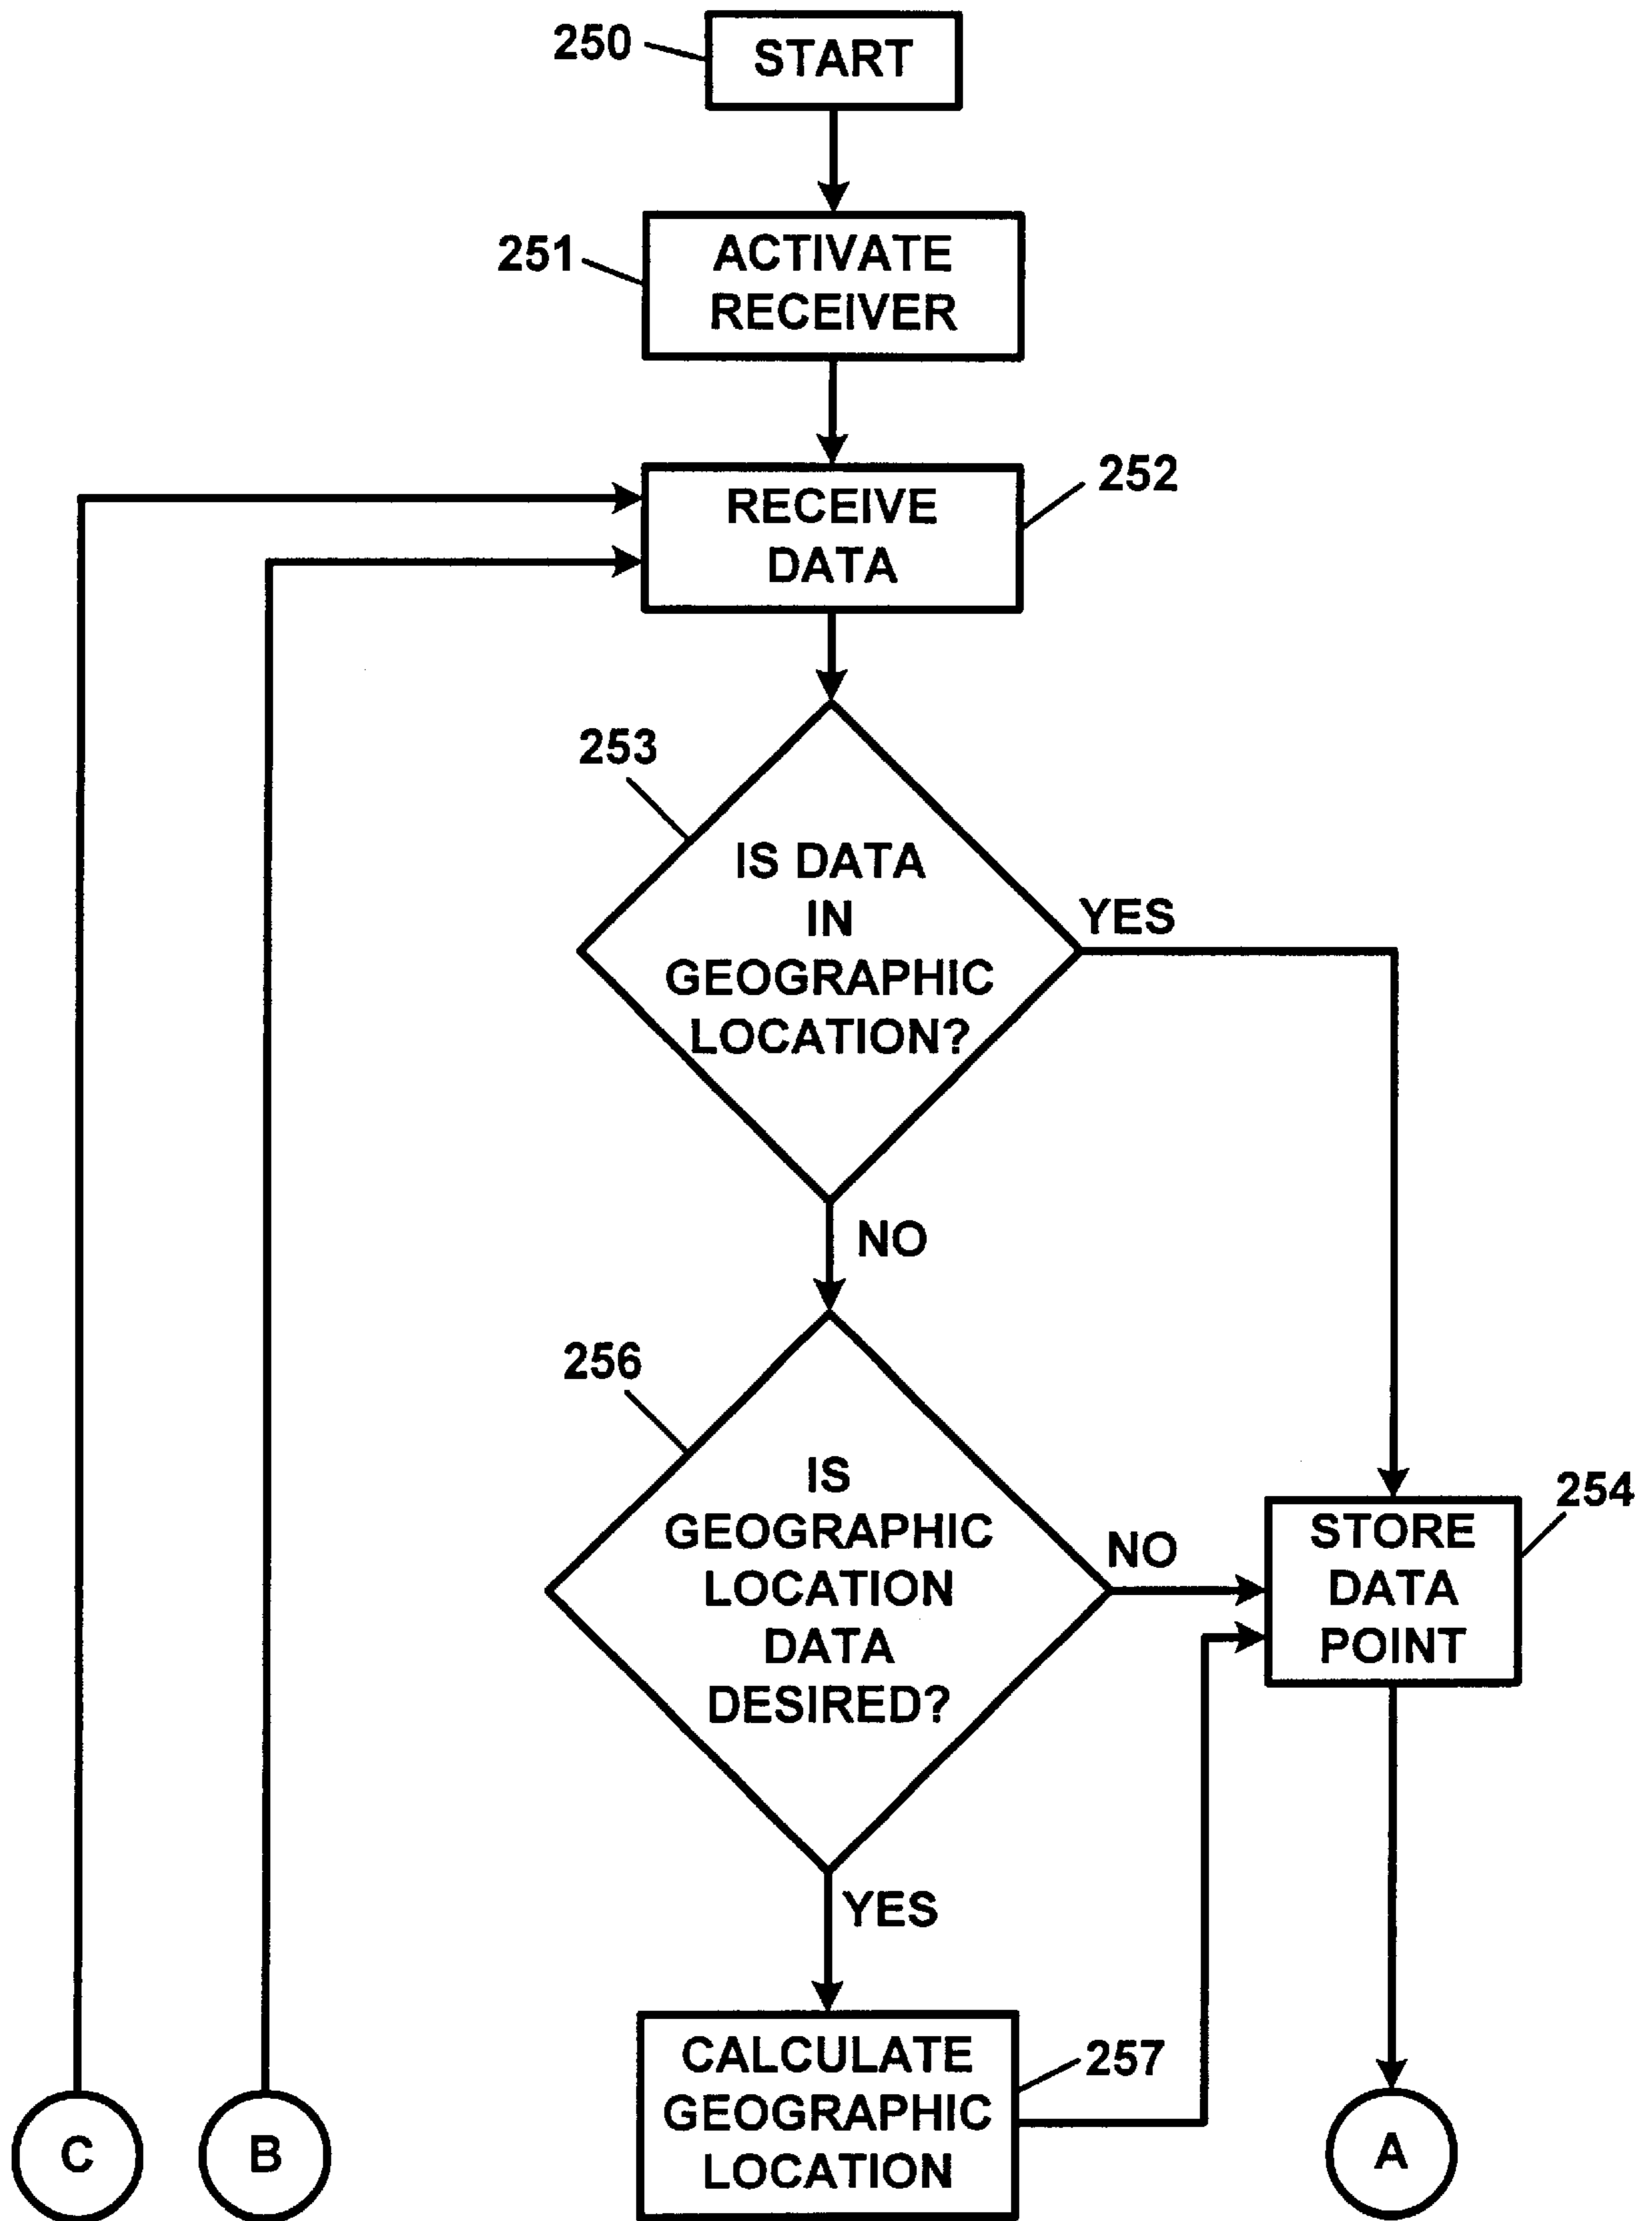 250
START
251
ACTIVATE
RECEIVER
252
RECEIVE
DATA
253
IS DATA
IN
GEOGRAPHIC
LOCATION?
YES
NO
256
IS
GEOGRAPHIC
LOCATION
DATA
DESIRED?
NO
254
STORE
DATA
POINT
YES
257
CALCULATE
GEOGRAPHIC
LOCATION
C
B
A